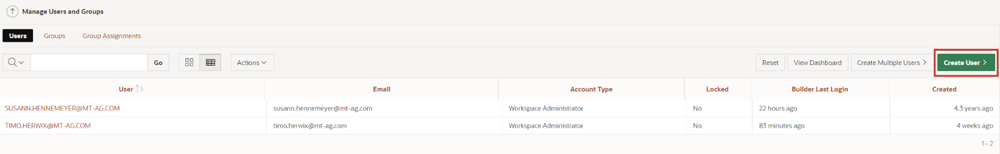 Manage Users and Groups
Users Groups Group Assignments
Go Actions Reset View Dashboard Create Multiple Users Create User
User Email Account Type Locked Builder Last Login Created
SUSANN.HENNEMEYER@MT-AG.COM susann.hennemeyer@mt-ag.com Workspace Administrator No 22 hours ago 4.3 years ago
TIMO.HERWIX@MT-AG.COM timo.herwix@mt-ag.com Workspace Administrator No 83 minutes ago 4 weeks ago
1 - 2